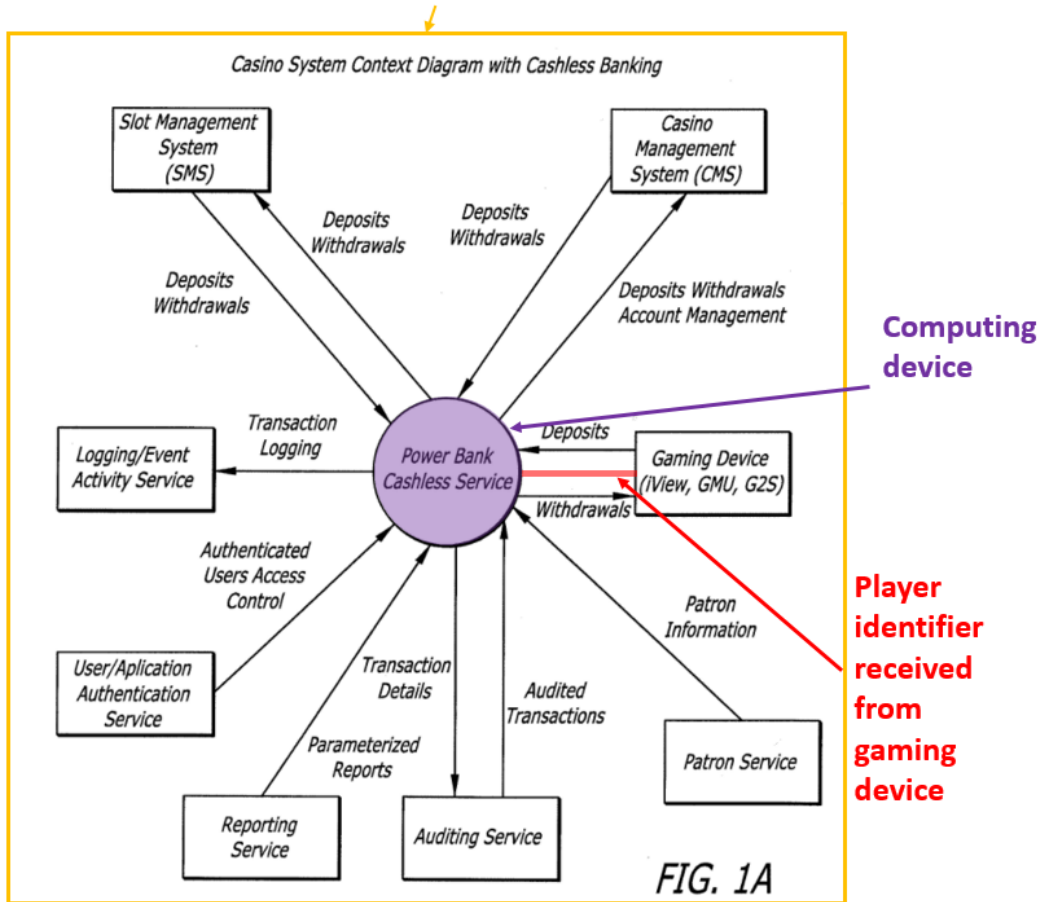 Casino System Context Diagram with Cashless Banking
Slot Management
System
(SMS)
Casino
Management
System (CMS)
Deposits
Withdrawals
Deposits
Withdrawals
Deposits
Withdrawals
Deposits Withdrawals
Account Management
Computing
device
Transaction
Logging
Deposits
Logging/Event
Activity Service
Power Bank
Cashless Service
Gaming Device
(iView, GMU, G2S)
Withdrawals
Authenticated
Users Access
Control
Patron
Information
Player
identifier
received
from
gaming
device
User/Aplication
Authentication
Service
Transaction
Details
Audited
Transactions
Parameterized
Reports
Patron Service
Reporting
Service
Auditing Service
FIG. 1A